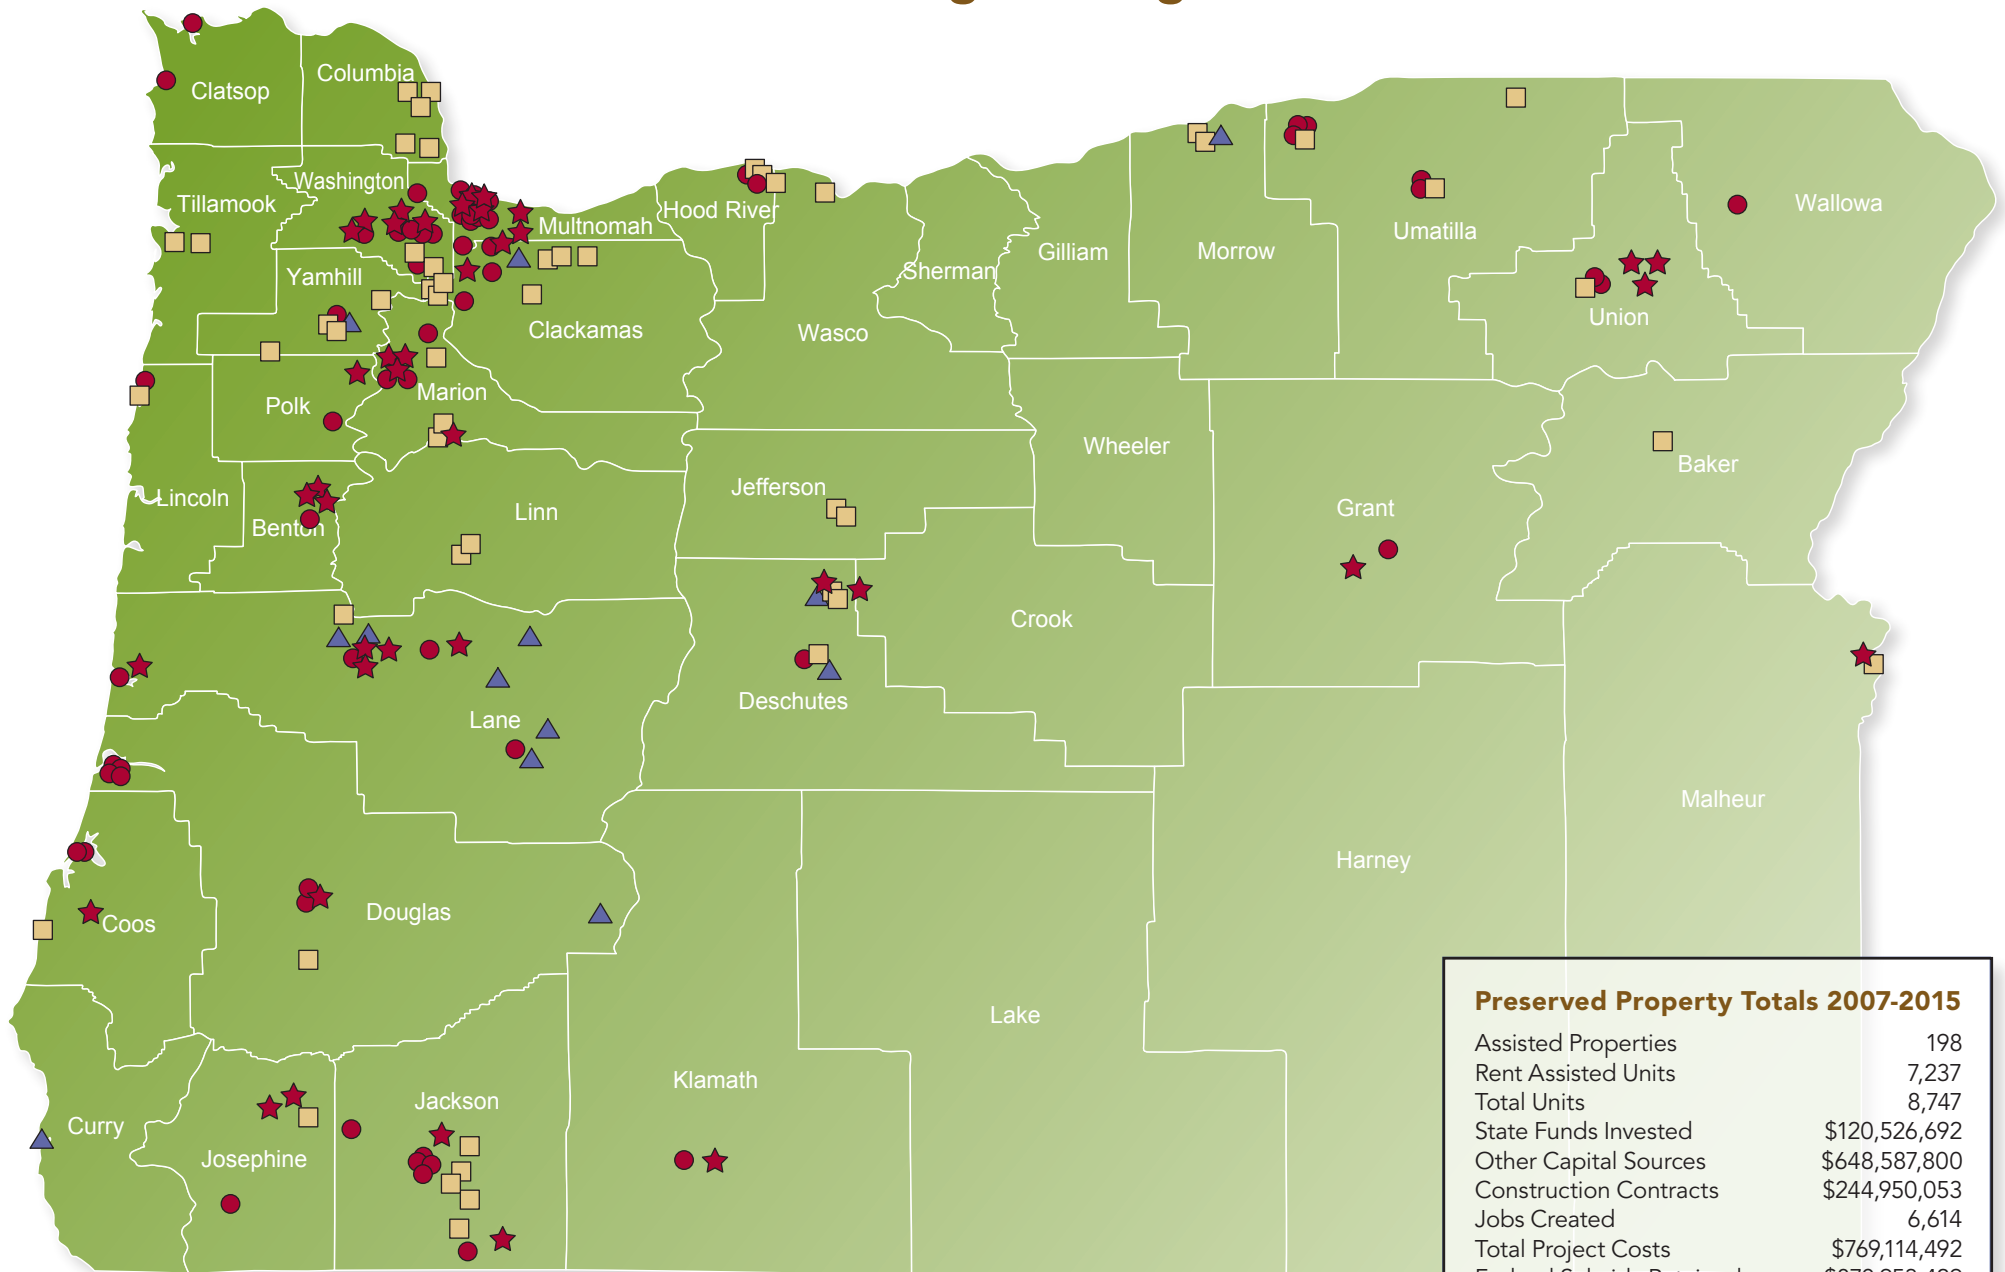 Clatsop
Columbia
Washington
Tillamook
Multnomah
Hood River
Wallowa
Umatilla
Gilliam
Morrow
Sherman
Yamhill
Union
Clackamas
Wasco
Marion
Polk
Wheeler
Baker
Jefferson
Lincoln
Linn
Grant
Benton
Crook
Deschutes
Lane
Malheur
Harney
Douglas
Coos
Lake
Klamath
Jackson
Curry
Josephine
Preserved Property Totals 2007-2015
Assisted Properties 198
Rent Assisted Units 7,237
Total Units 8,747
State Funds Invested $120,526,692
Other Capital Sources $648,587,800
Construction Contracts $244,950,053
Jobs Created 6,614
Total Project Costs $769,114,492